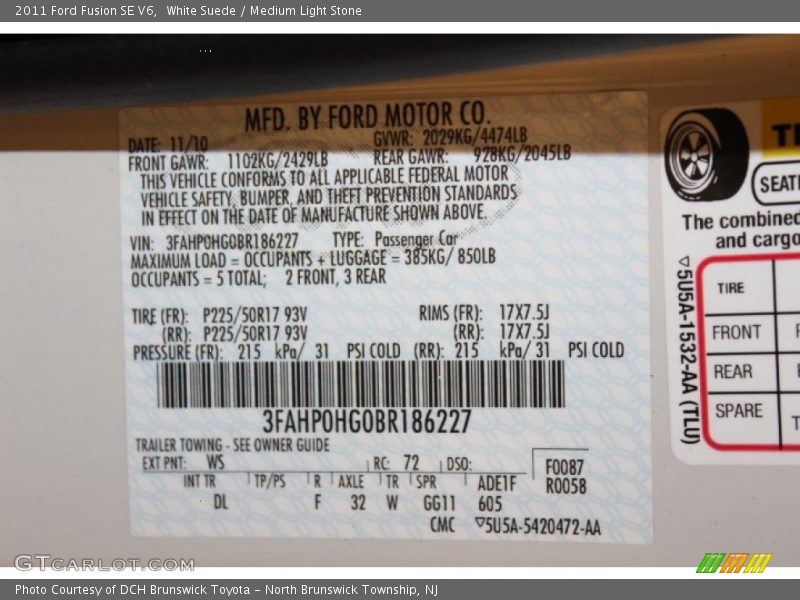 2011 Ford Fusion SE V6,  White Suede / Medium Light Stone
MFD. BY FORD MOTOR CO.
DATE: 11/10 GVWR: 2029KG/4474LB
FRONT GAWR: 1102KG/2429LB REAR GAWR: 928KG/2045LB
THIS VEHICLE CONFORMS TO ALL APPLICABLE FEDERAL MOTOR
VEHICLE SAFETY, BUMPER, AND THEFT PREVENTION STANDARDS
IN EFFECT ON THE DATE OF MANUFACTURE SHOWN ABOVE.
VIN: 3FAHP0HG0BR186227 TYPE: Passenger Car
MAXIMUM LOAD = OCCUPANTS + LUGGAGE = 385KG/ 850LB
OCCUPANTS = 5 TOTAL; 2 FRONT, 3 REAR
TIRE (FR): P225/50R17 93V RIMS (FR): 17X7.5J
(RR): P225/50R17 93V (RR): 17X7.5J
PRESSURE (FR): 215 kPa/ 31 PSI COLD (RR): 215 kPa/ 31 PSI COLD
3FAHP0HG0BR186227
TRAILER TOWING - SEE OWNER GUIDE
EXT PNT: WS RC: 72 DSO: F0087
R0058
INT TR TP/PS R AXLE TR SPR ADE1F
DL F 32 W GG11 605
CMC ▽5U5A-5420472-AA
The combined
and cargo
▽5U5A-1532-AA (TLU)
TIRE
FRONT
REAR
SPARE
GTCarLot.com
Photo Courtesy of DCH Brunswick Toyota – North Brunswick Township, NJ